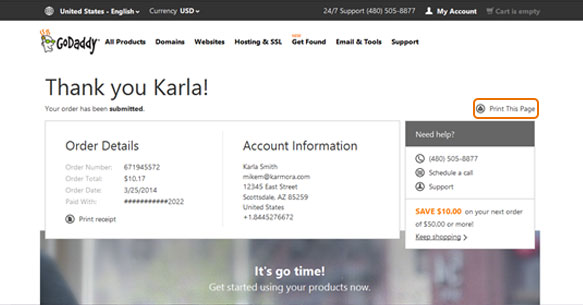 United States - English
Currency USD
24/7 Support (480) 505-8877
My Account
Cart is empty
GoDaddy
All Products
Domains
Websites
Hosting & SSL
NEW
Get Found
Email & Tools
Support
Thank you Karla!
Your order has been submitted.
Print This Page
Order Details
Order Number: 671945572
Order Total: $10.17
Order Date: 3/25/2014
Paid With: ############2022
Print receipt
Account Information
Karla Smith
mikem@karmora.com
12345 East Street
Scottsdale, AZ 85259
United States
+1.8445276672
Need help?
(480) 505-8877
Schedule a call
Support
SAVE $10.00 on your next order
of $50.00 or more!
Keep shopping >
It's go time!
Get started using your products now.